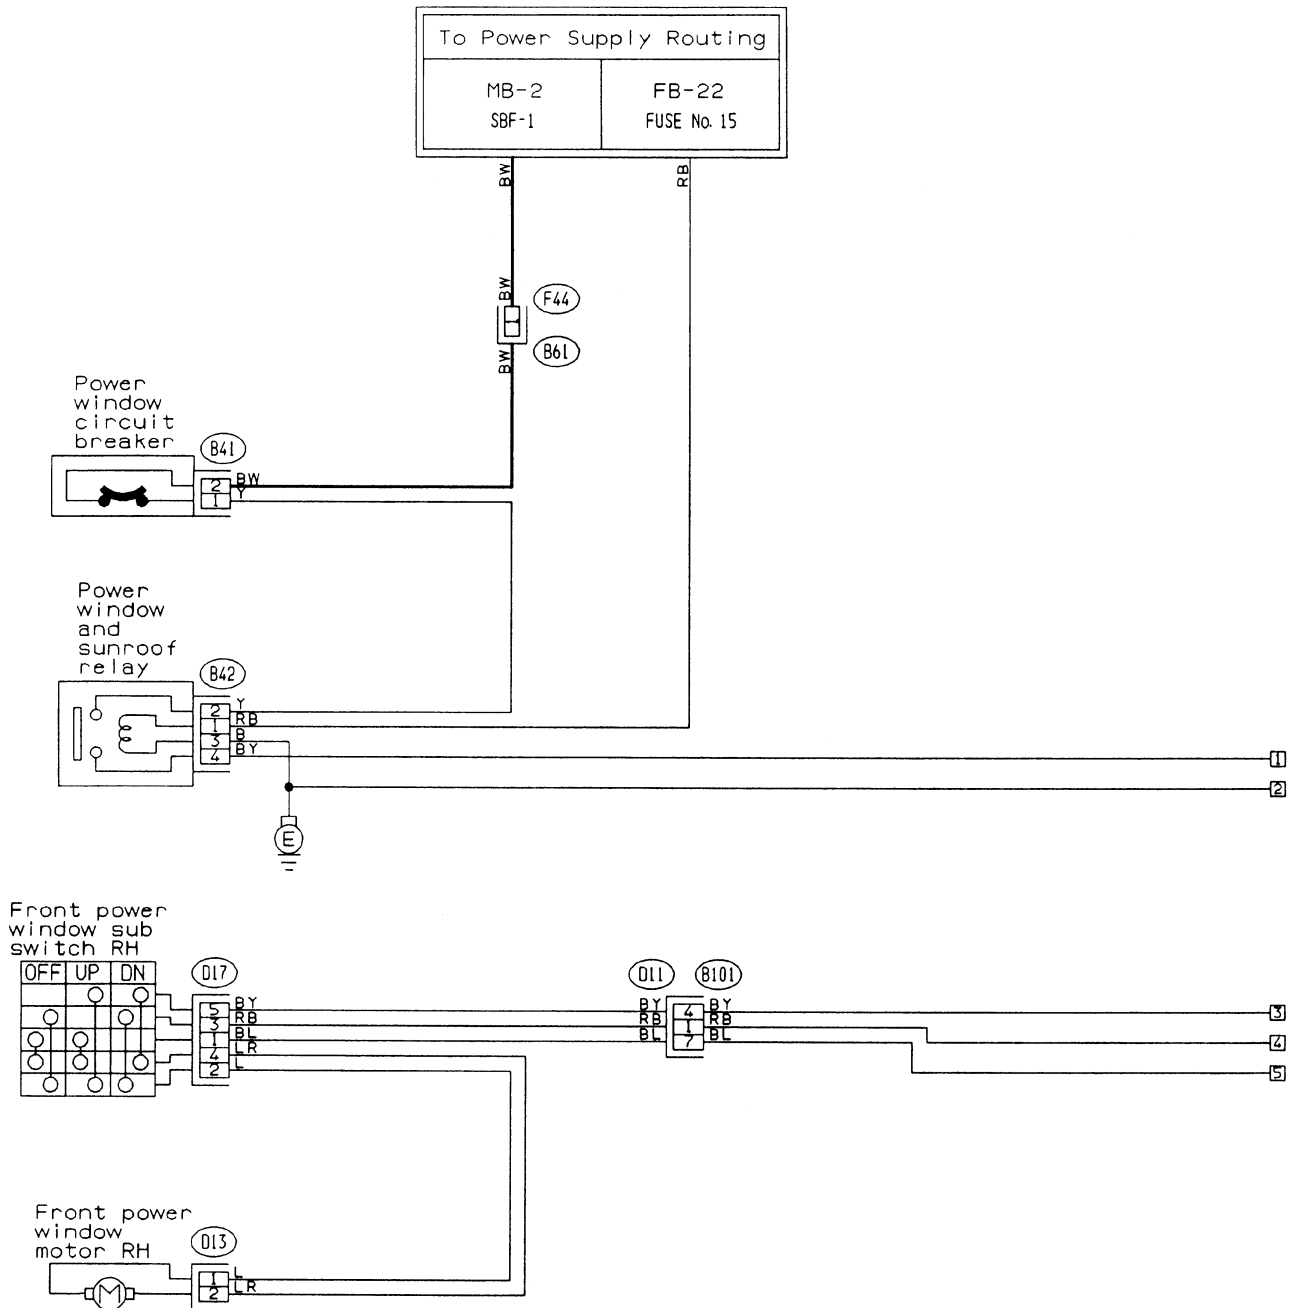 To Power Supply Routing
MB-2
FB-22
SBF-1
FUSE No. 15
BW
RB
BW
F44
B61
BW
Power
window
circuit
breaker
B41
2
BW
1
Y
Power
window
and
sunroof
relay
B42
2
Y
1
RB
3
B
4
BY
1
2
E
Front power
window sub
switch RH
OFF UP DN
D17
D11
B101
5
BY
BY
4
BY
3
3
RB
RB
1
RB
4
1
BL
BL
7
BL
5
4
LR
2
L
Front power
window
motor RH
D13
1
L
2
LR
M